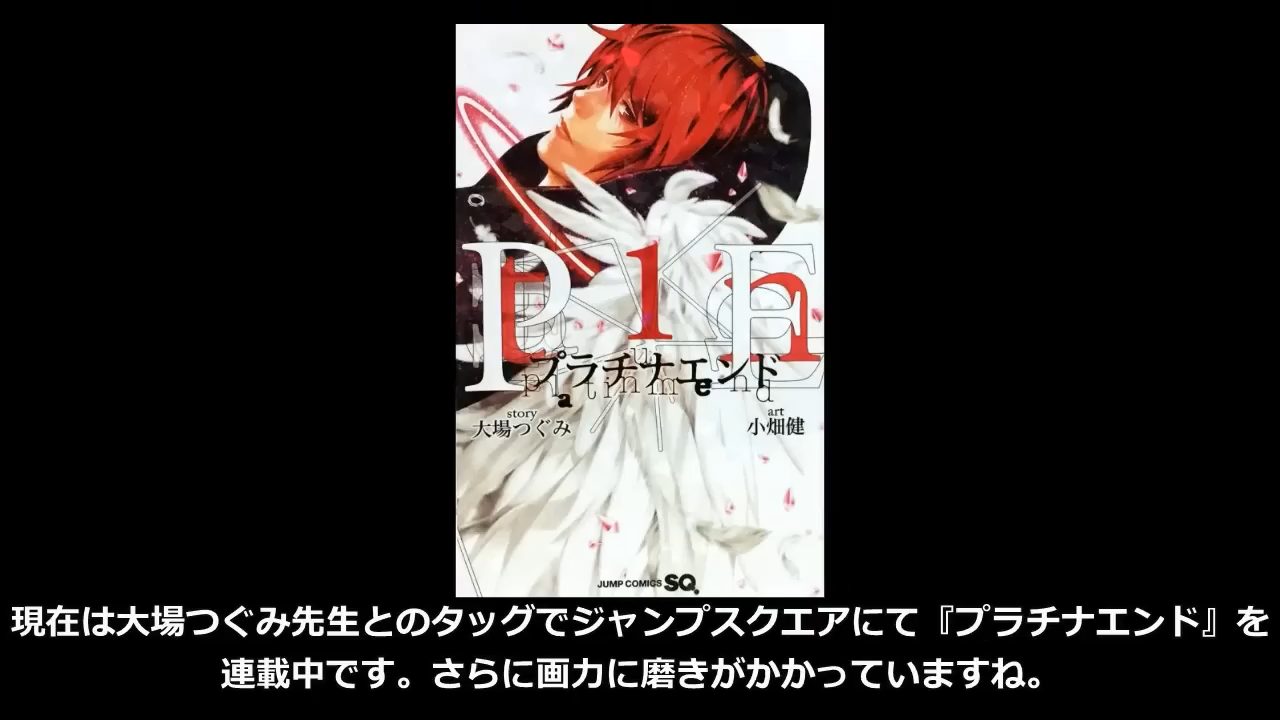 PtlEn
プラチナエンド
platinum end
story
大場つぐみ
art
小畑健
JUMP COMICS SQ.
現在は大場つぐみ先生とのタッグでジャンプスクエアにて『プラチナエンド』を
連載中です。さらに画力に磨きがかかっていますね。